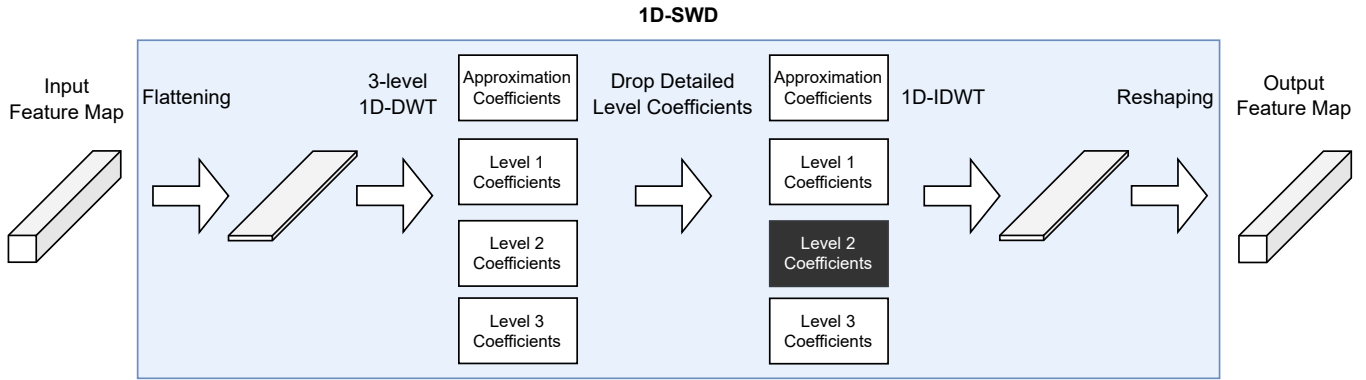 1D-SWD
Input
Feature Map
Flattening
3-level
1D-DWT
Approximation
Coefficients
Level 1
Coefficients
Level 2
Coefficients
Level 3
Coefficients
Drop Detailed
Level Coefficients
Approximation
Coefficients
Level 1
Coefficients
Level 2
Coefficients
Level 3
Coefficients
1D-IDWT
Reshaping
Output
Feature Map